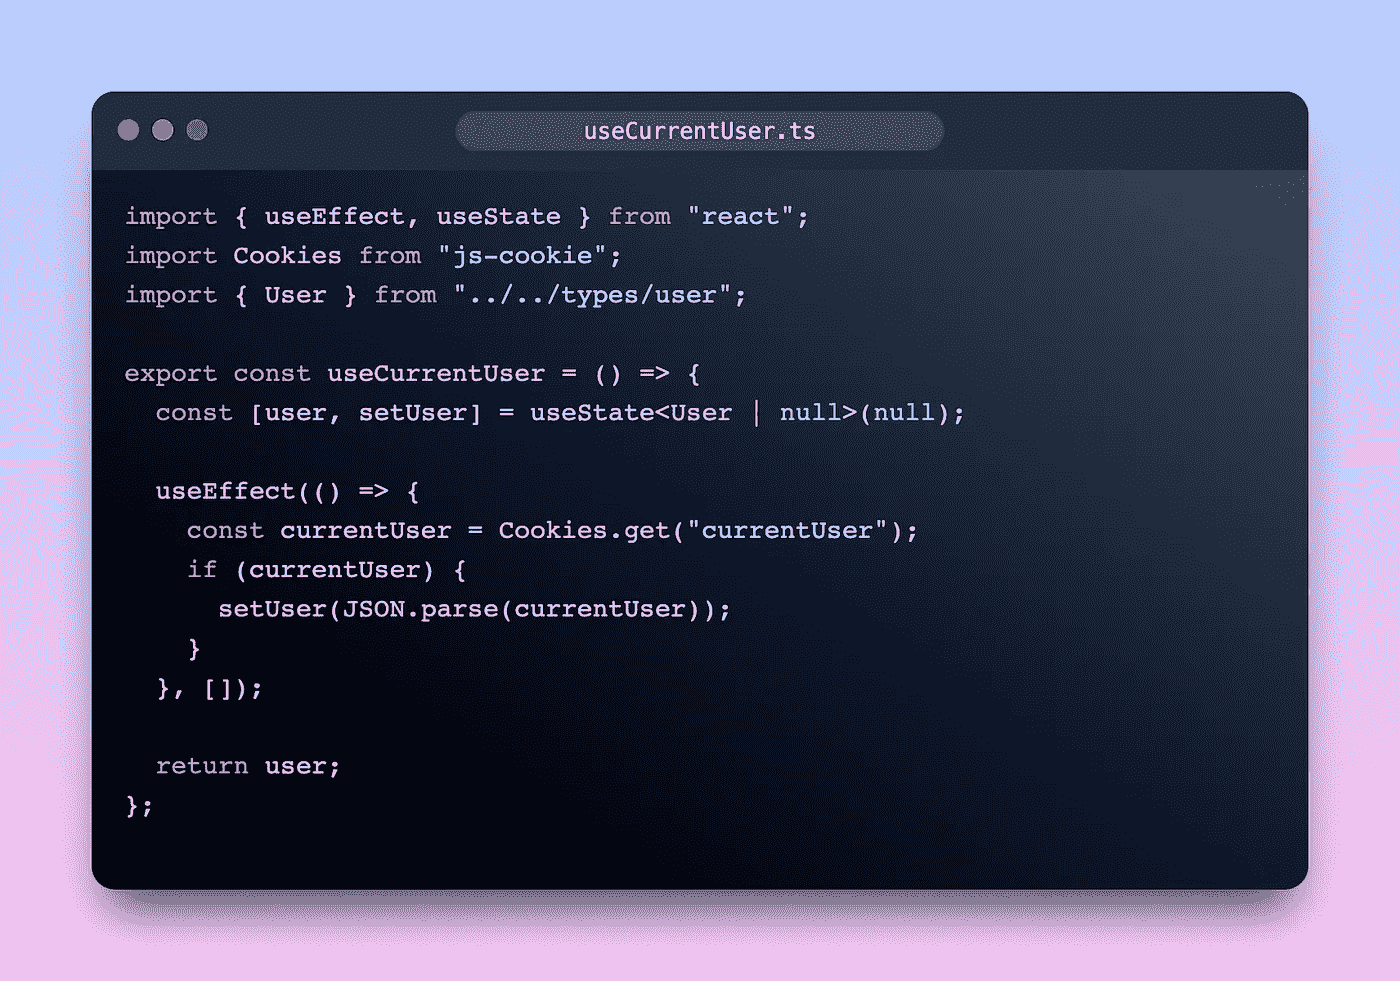 useCurrentUser.ts
import { useEffect, useState } from "react";
import Cookies from "js-cookie";
import { User } from "../../types/user";

export const useCurrentUser = () => {
  const [user, setUser] = useState<User | null>(null);

  useEffect(() => {
    const currentUser = Cookies.get("currentUser");
    if (currentUser) {
      setUser(JSON.parse(currentUser));
    }
  }, []);

  return user;
};